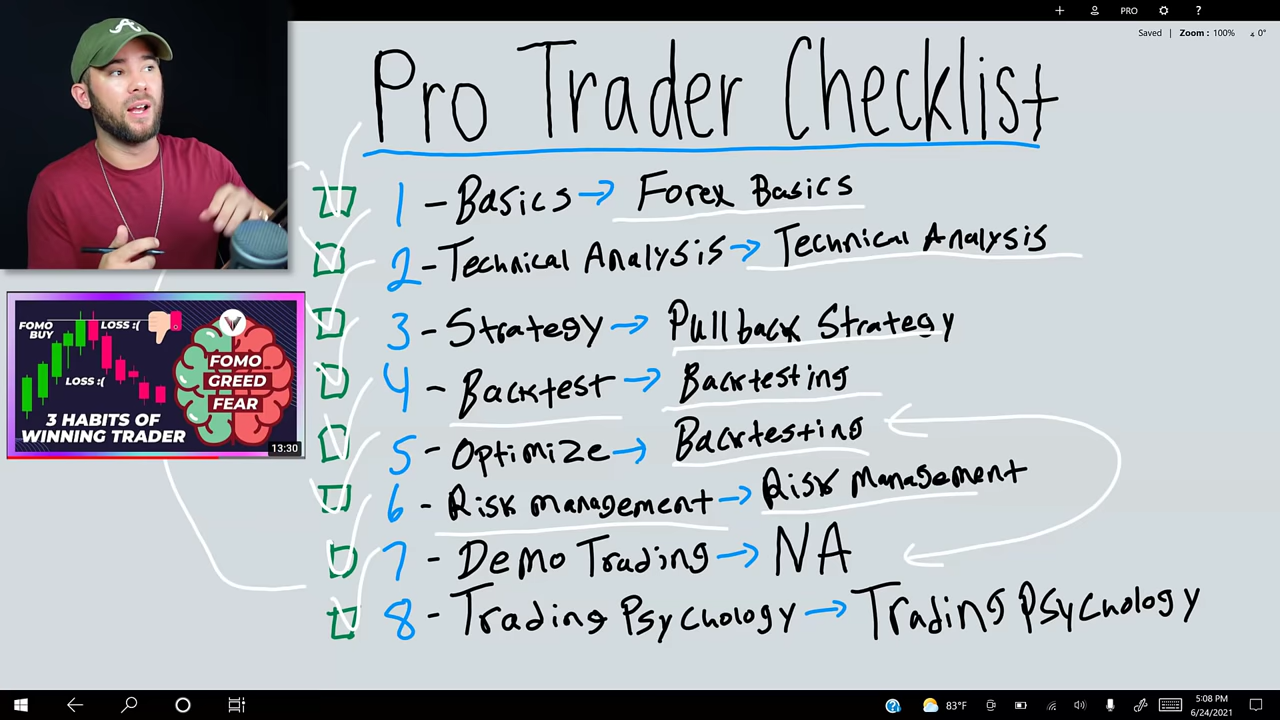 PRO
Saved Zoom : 100% 0°
A
Pro Trader Checklist
1 - Basics → Forex Basics
2 - Technical Analysis → Technical Analysis
3 - Strategy → Pullback Strategy
4 - Backtest → Backtesting
5 - Optimize → Backtesting
6 - Risk Management → Risk Management
7 - Demo Trading → NA
8 - Trading Psychology → Trading Psychology
FOMO BUY
LOSS :(
LOSS :(
FOMO
GREED
FEAR
3 HABITS OF
WINNING TRADER
13:30
83°F
5:08 PM
6/24/2021